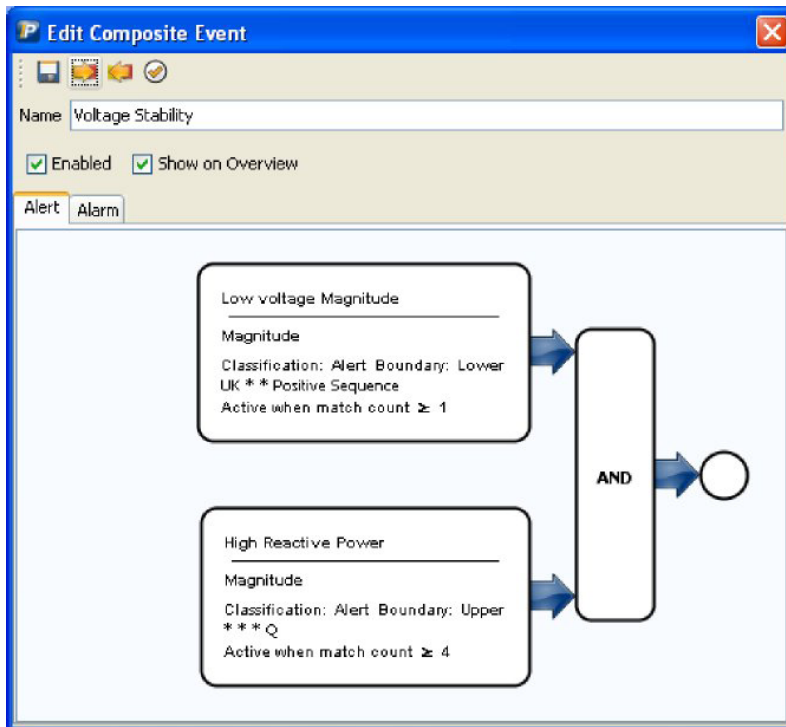 Edit Composite Event
Name Voltage Stability
Enabled Show on Overview
Alert Alarm
Low voltage Magnitude
Magnitude
Classification: Alert Boundary: Lower
UK * * Positive Sequence
Active when match count ≥ 1
AND
High Reactive Power
Magnitude
Classification: Alert Boundary: Upper
* * * Q
Active when match count ≥ 4